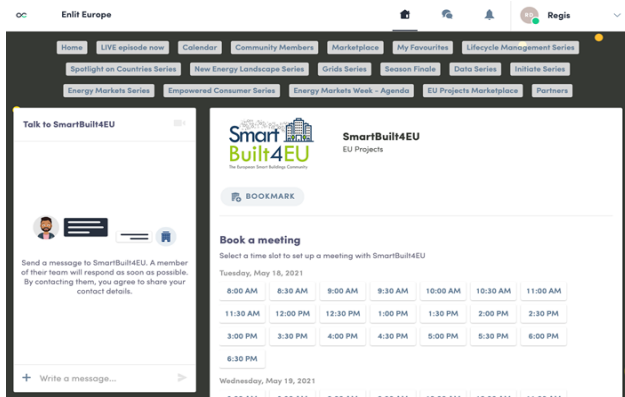 Enlit Europe
RD
Regis
Home LIVE episode now Calendar Community Members Marketplace My Favourites Lifecycle Management Series
Spotlight on Countries Series New Energy Landscape Series Grids Series Season Finale Data Series Initiate Series
Energy Markets Series Empowered Consumer Series Energy Markets Week - Agenda EU Projects Marketplace Partners
Talk to SmartBuilt4EU
Send a message to SmartBuilt4EU. A member
of their team will respond as soon as possible.
By contacting them, you agree to share your
contact details.
Write a message...
Smart
Built4EU
The European Smart Buildings Community
SmartBuilt4EU
EU Projects
BOOKMARK
Book a meeting
Select a time slot to set up a meeting with SmartBuilt4EU
Tuesday, May 18, 2021
8:00 AM 8:30 AM 9:00 AM 9:30 AM 10:00 AM 10:30 AM 11:00 AM
11:30 AM 12:00 PM 12:30 PM 1:00 PM 1:30 PM 2:00 PM 2:30 PM
3:00 PM 3:30 PM 4:00 PM 4:30 PM 5:00 PM 5:30 PM 6:00 PM
6:30 PM
Wednesday, May 19, 2021